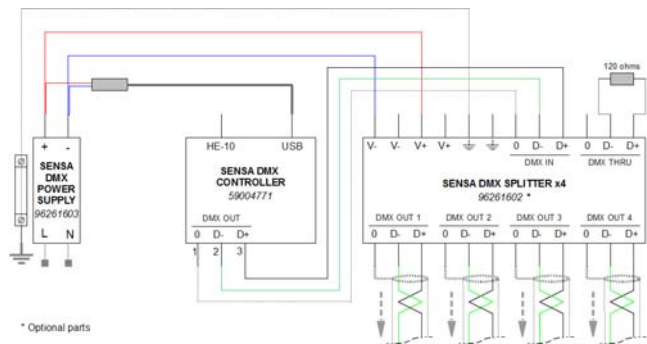 120 ohms
+ -
SENSA
DMX
POWER
SUPPLY
96261603
L N
HE-10 USB
SENSA DMX
CONTROLLER
59004771
DMX OUT
0 D- D+
1 2 3
V- V- V+ V+ 0 D- D+ 0 D- D+
DMX IN DMX THRU
SENSA DMX SPLITTER x4
96261602 *
DMX OUT 1 DMX OUT 2 DMX OUT 3 DMX OUT 4
0 D- D+ 0 D- D+ 0 D- D+ 0 D- D+
* Optional parts